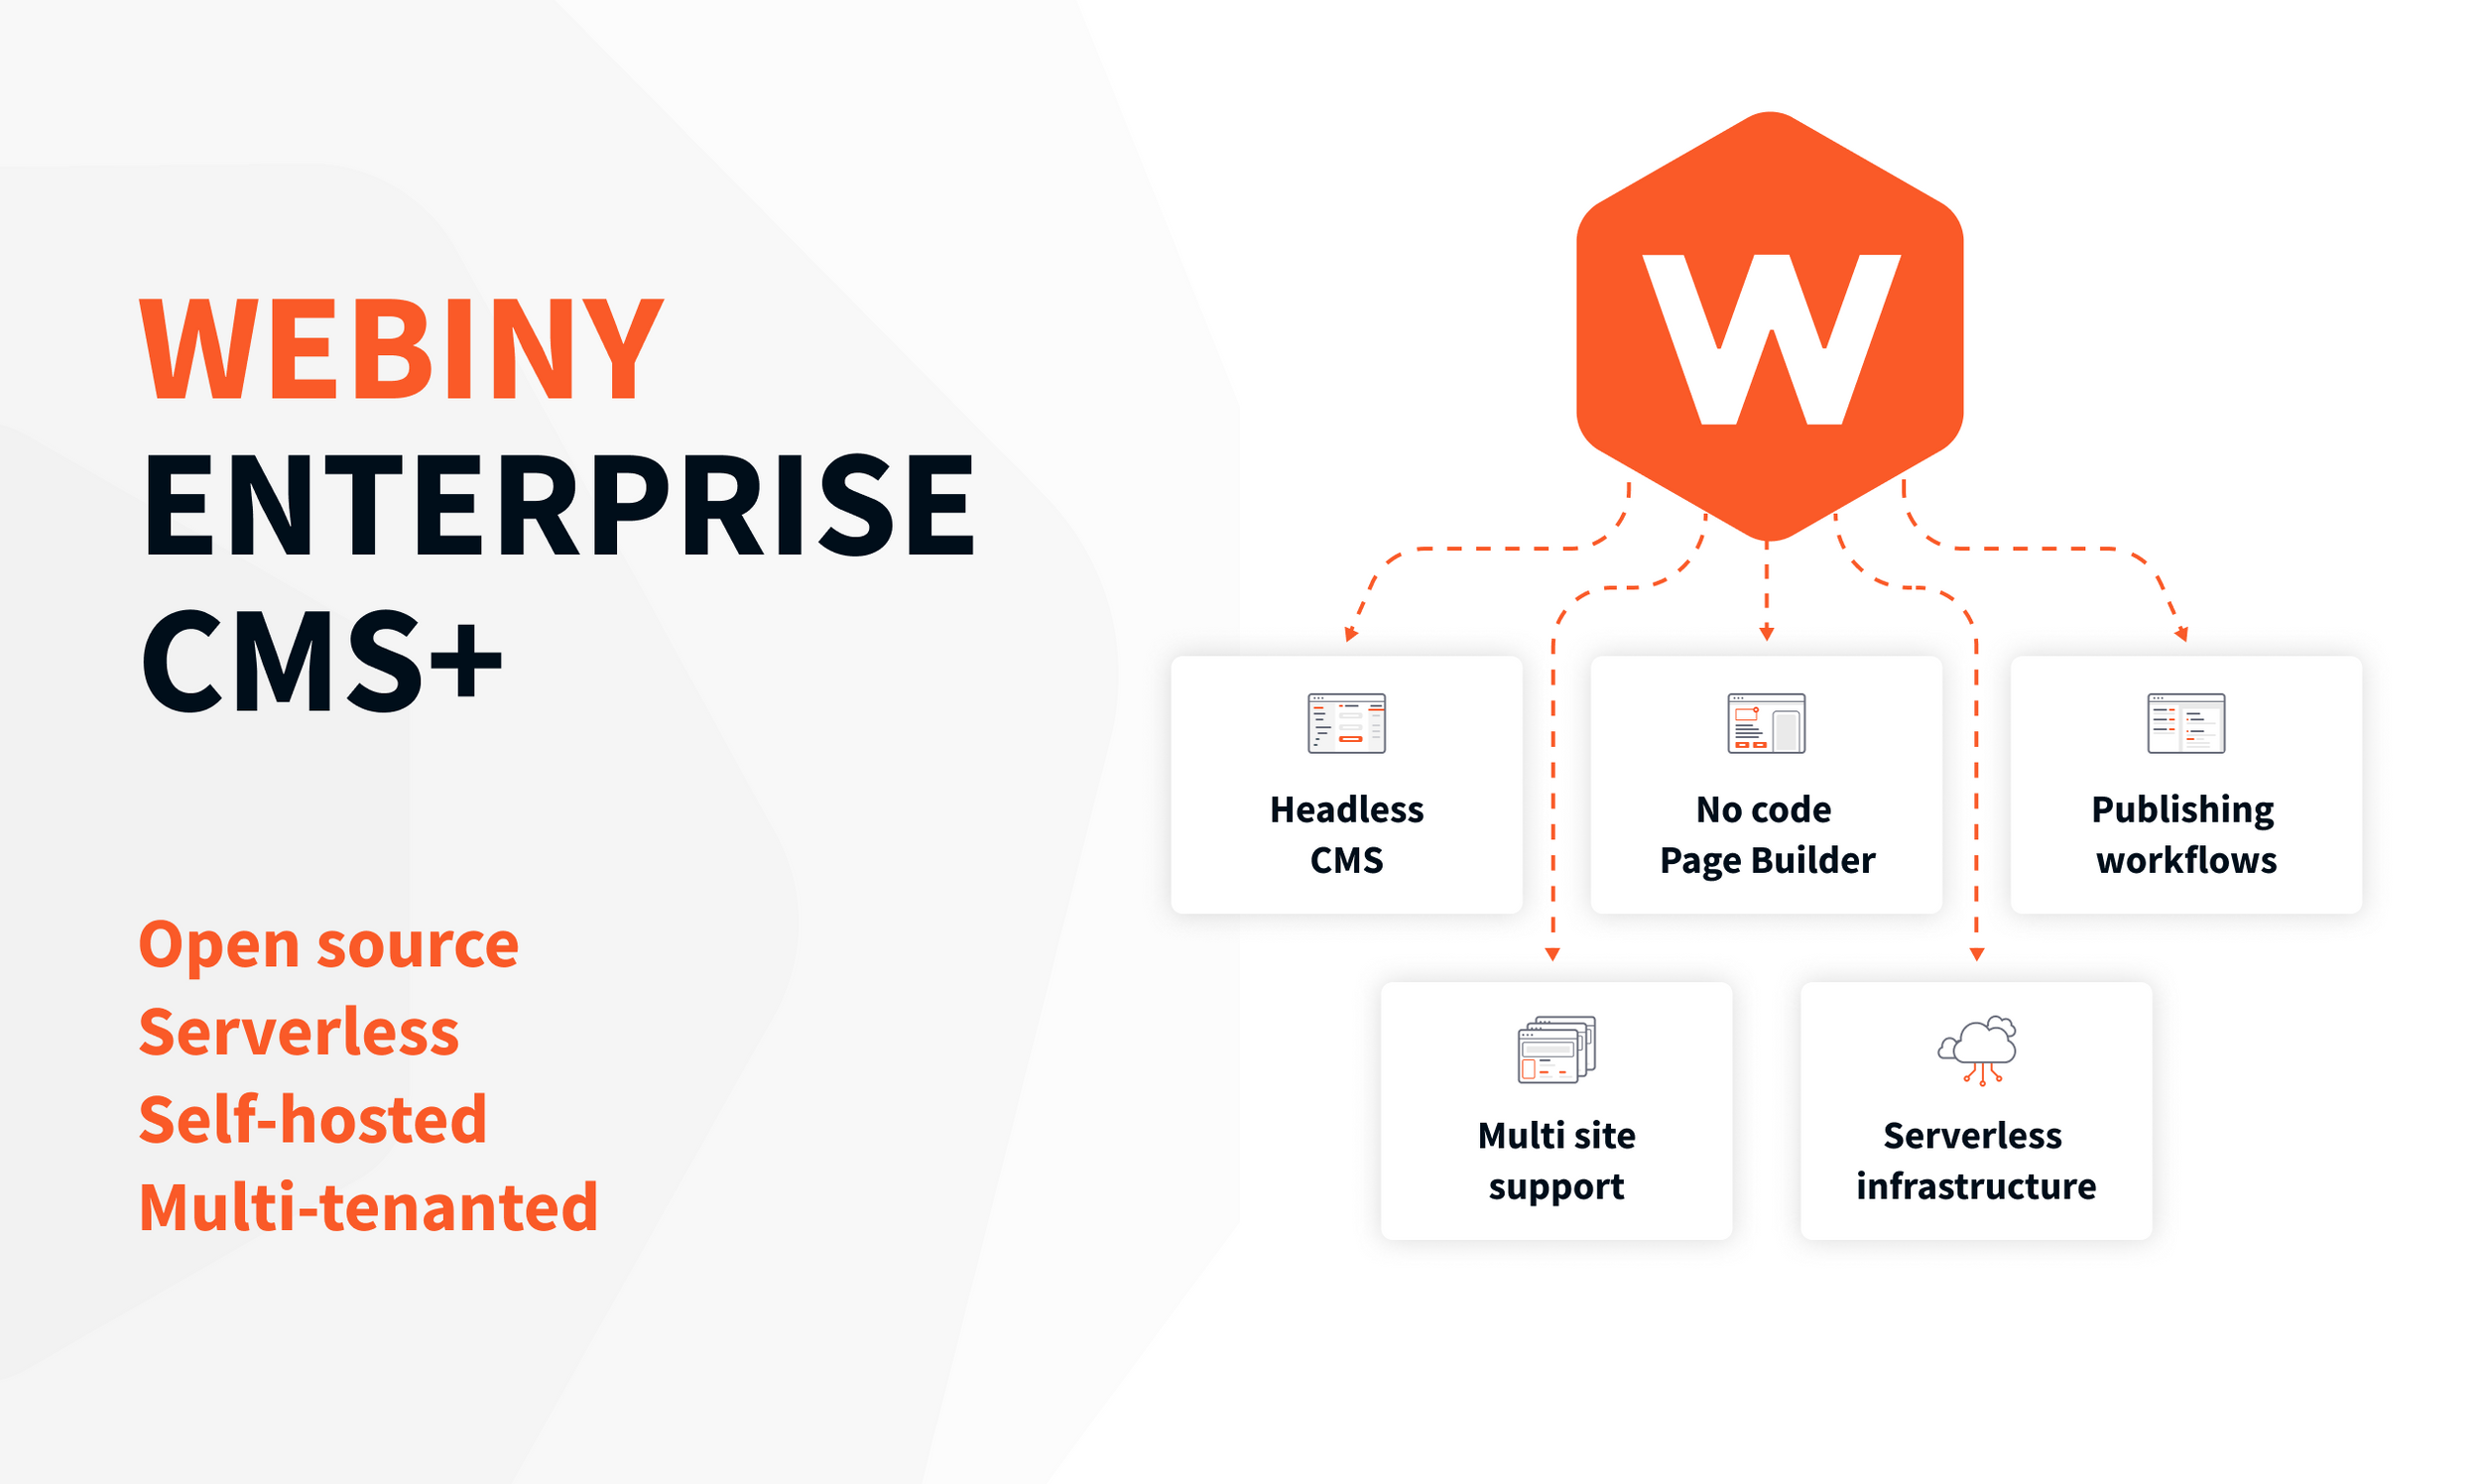 WEBINY
ENTERPRISE
CMS+
Open source
Serverless
Self-hosted
Multi-tenanted
W
Headless
CMS
No code
Page Builder
Publishing
workflows
Multi site
support
Serverless
infrastructure